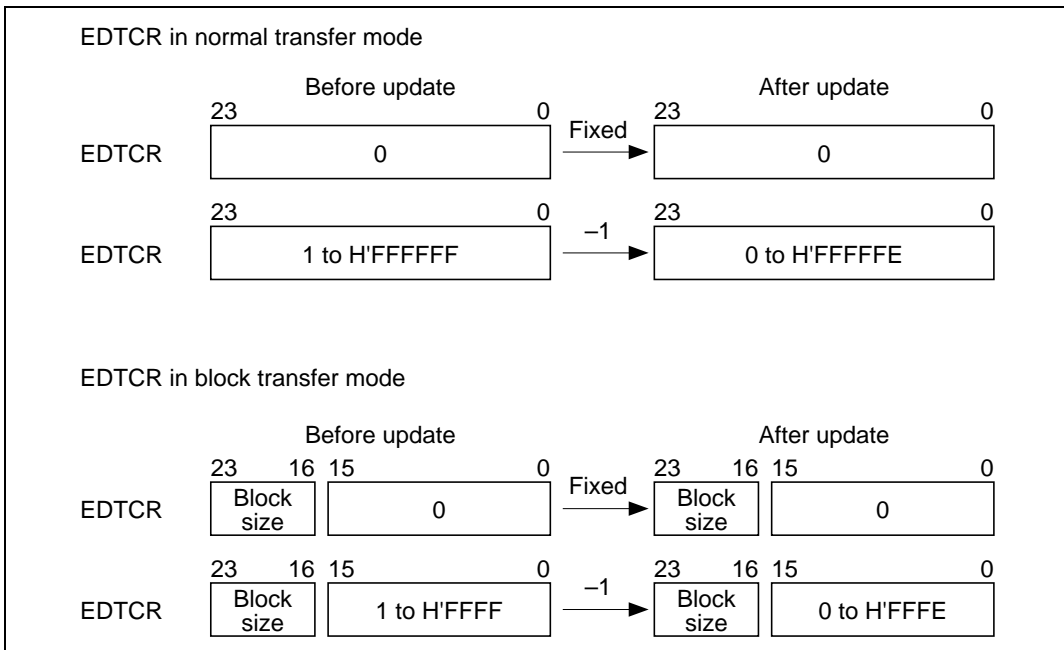 EDTCR in normal transfer mode
Before update After update
23 0 Fixed 23 0
EDTCR 0 0
23 0 –1 23 0
EDTCR 1 to H'FFFFFF 0 to H'FFFFFE
EDTCR in block transfer mode
Before update After update
23 16 15 0 Fixed 23 16 15 0
EDTCR Block size 0 Block size 0
23 16 15 0 –1 23 16 15 0
EDTCR Block size 1 to H'FFFF Block size 0 to H'FFFE